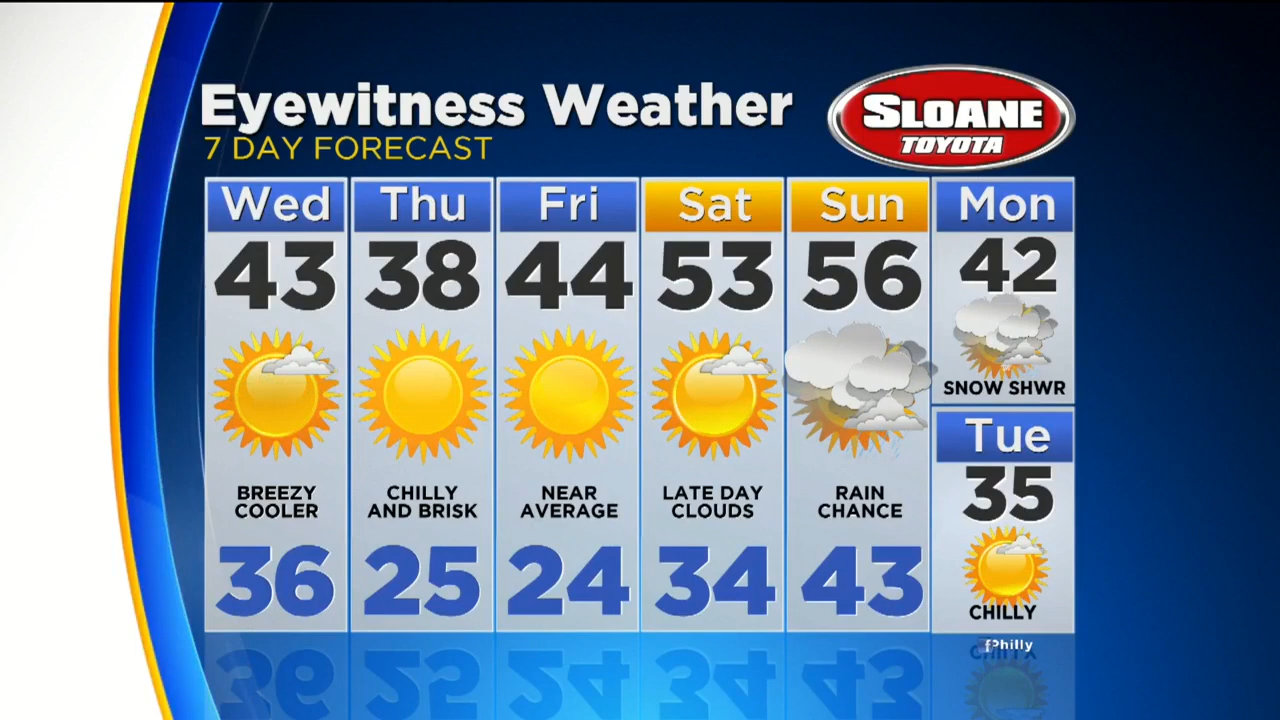 Eyewitness Weather
7 DAY FORECAST
SLOANE
TOYOTA
Wed
43
BREEZY
COOLER
36
Thu
38
CHILLY
AND BRISK
25
Fri
44
NEAR
AVERAGE
24
Sat
53
LATE DAY
CLOUDS
34
Sun
56
RAIN
CHANCE
43
Mon
42
SNOW SHWR
Tue
35
CHILLY